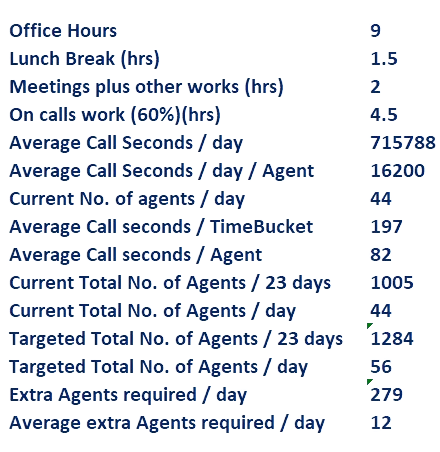 Office Hours 9
Lunch Break (hrs) 1.5
Meetings plus other works (hrs) 2
On calls work (60%)(hrs) 4.5
Average Call Seconds / day 715788
Average Call Seconds / day / Agent 16200
Current No. of agents / day 44
Average Call seconds / TimeBucket 197
Average Call seconds / Agent 82
Current Total No. of Agents / 23 days 1005
Current Total No. of Agents / day 44
Targeted Total No. of Agents / 23 days 1284
Targeted Total No. of Agents / day 56
Extra Agents required / day 279
Average extra Agents required / day 12